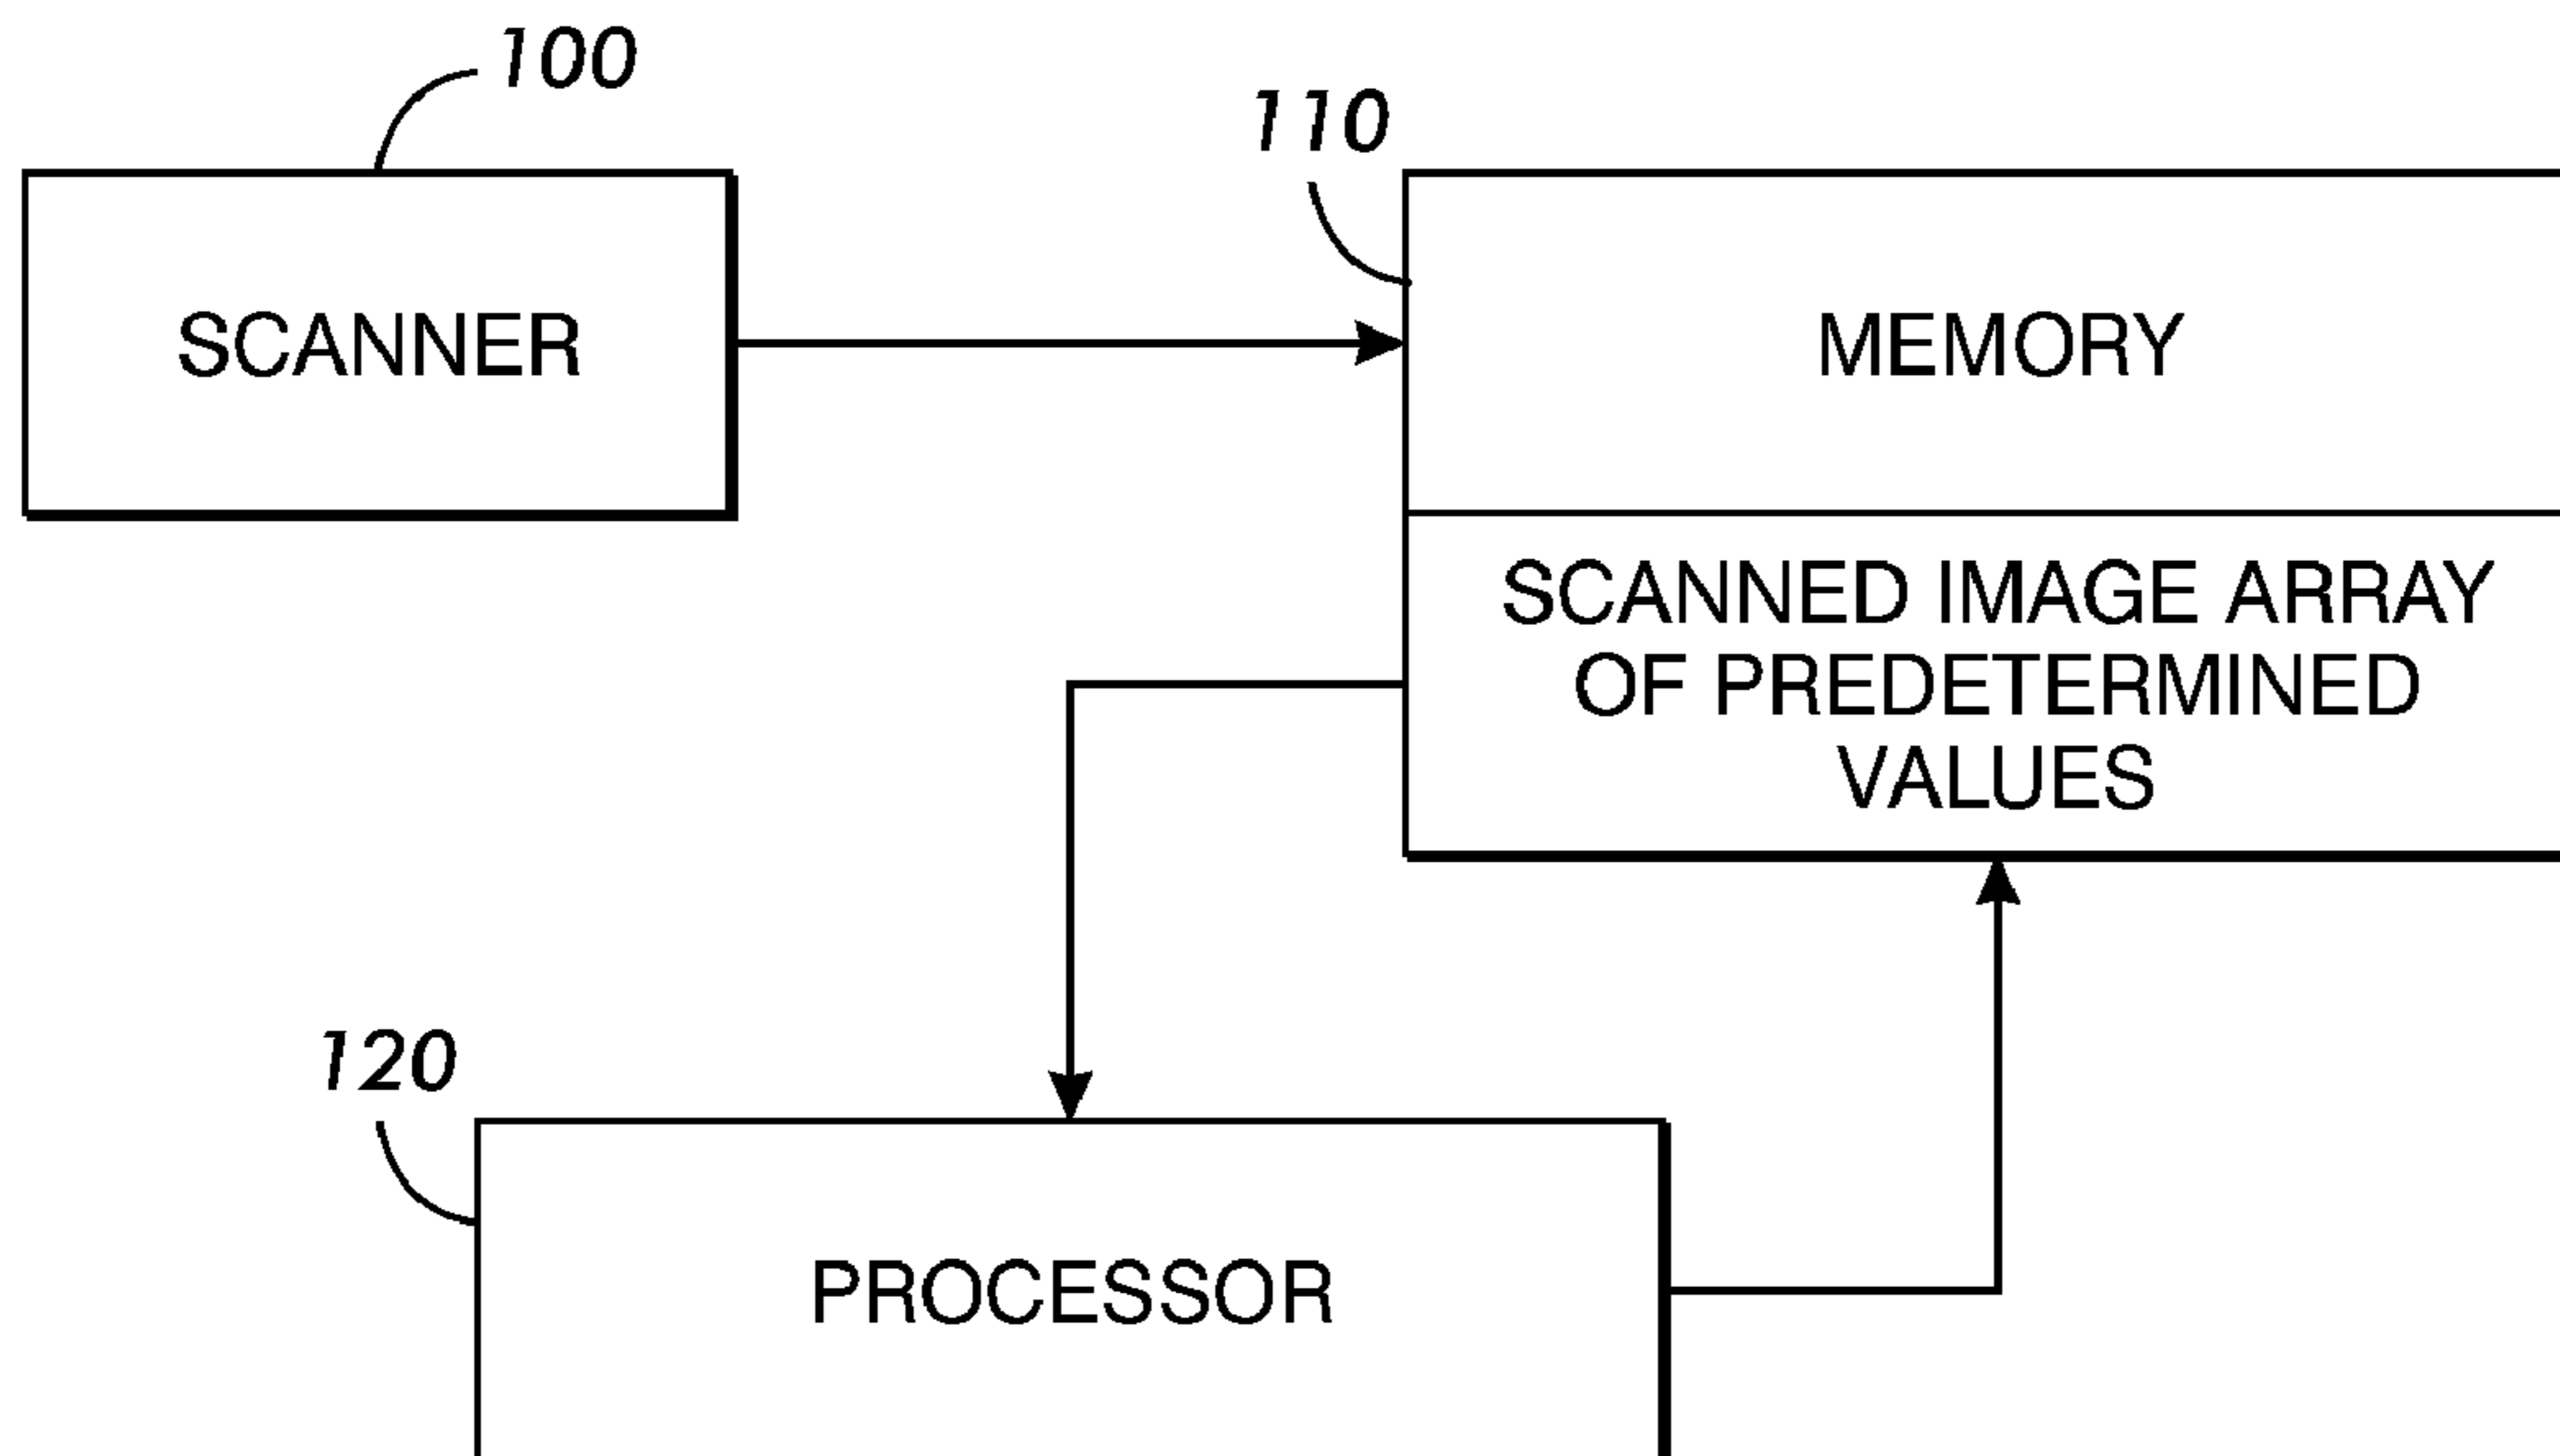 100
110
SCANNER
MEMORY
SCANNED IMAGE ARRAY
OF PREDETERMINED
VALUES
120
PROCESSOR